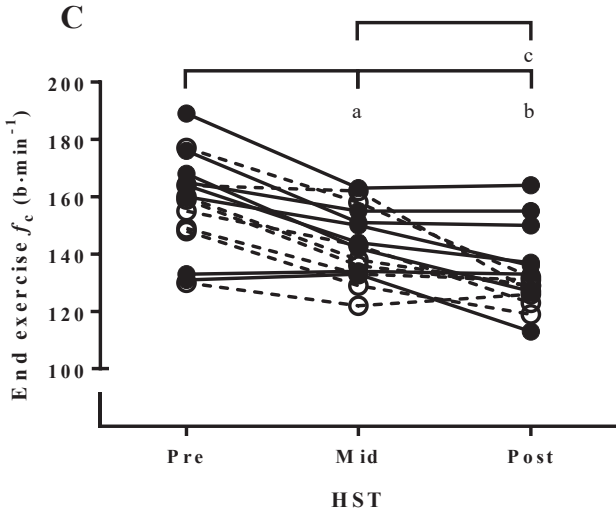 C
c
a b
200
180
160
140
120
100
End exercise fc (b·min⁻¹)
Pre Mid Post
HST